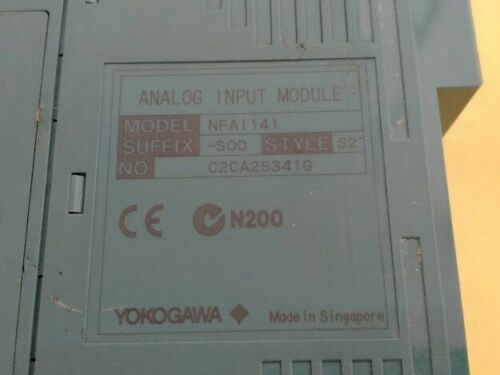 ANALOG INPUT MODULE
MODEL NFAI141
SUFFIX -S00 STYLE S2
NO C2CA25341G
CE N200
YOKOGAWA Made in Singapore